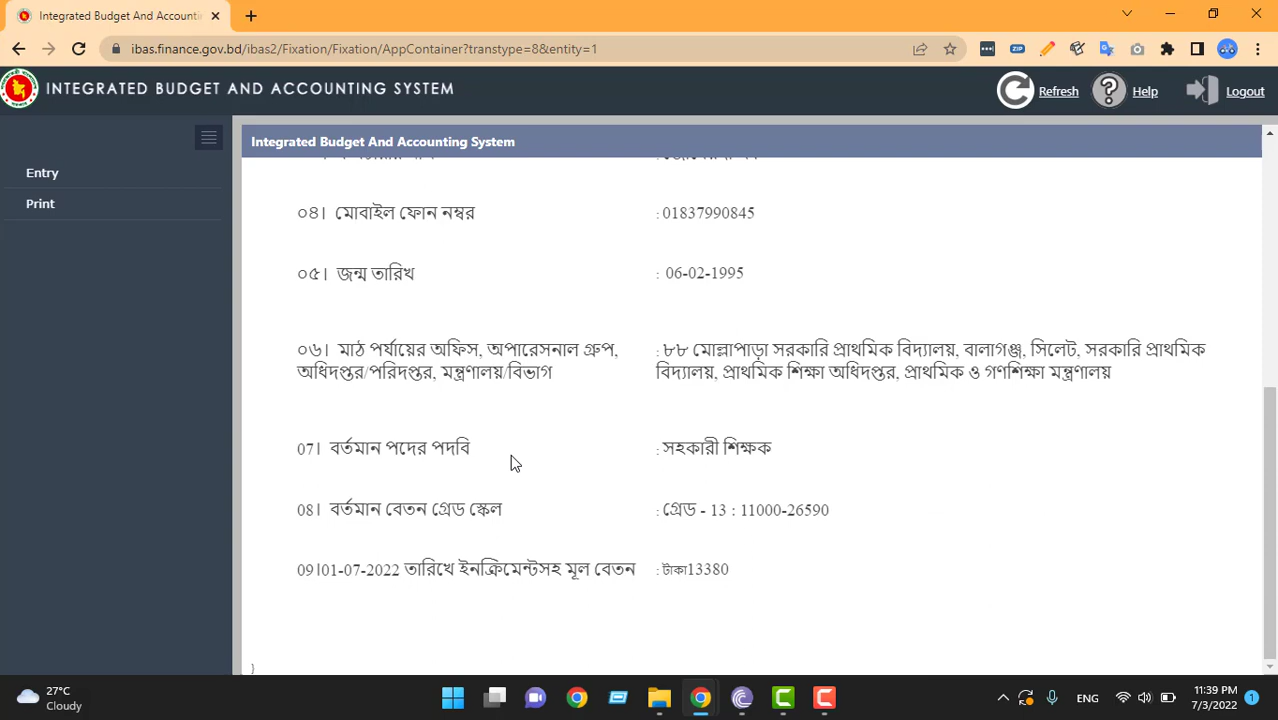 Integrated Budget And Accountin
ibas.finance.gov.bd/ibas2/Fixation/Fixation/AppContainer?transtype=8&entity=1
ZIP
INTEGRATED BUDGET AND ACCOUNTING SYSTEM
Refresh
Help
Logout
Entry
Print
Integrated Budget And Accounting System
০৪। মোবাইল ফোন নম্বর : 01837990845
০৫। জন্ম তারিখ : 06-02-1995
০৬। মাঠ পর্যায়ের অফিস, অপারেসনাল গ্রুপ, : ৮৮ মোল্লাপাড়া সরকারি প্রাথমিক বিদ্যালয়, বালাগঞ্জ, সিলেট, সরকারি প্রাথমিক
অধিদপ্তর/পরিদপ্তর, মন্ত্রণালয়/বিভাগ বিদ্যালয়, প্রাথমিক শিক্ষা অধিদপ্তর, প্রাথমিক ও গণশিক্ষা মন্ত্রণালয়
07। বর্তমান পদের পদবি : সহকারী শিক্ষক
08। বর্তমান বেতন গ্রেড স্কেল : গ্রেড - 13 : 11000-26590
09।01-07-2022 তারিখে ইনক্রিমেন্টসহ মূল বেতন : টাকা13380
}
27°C
Cloudy
ENG
11:39 PM
7/3/2022
1